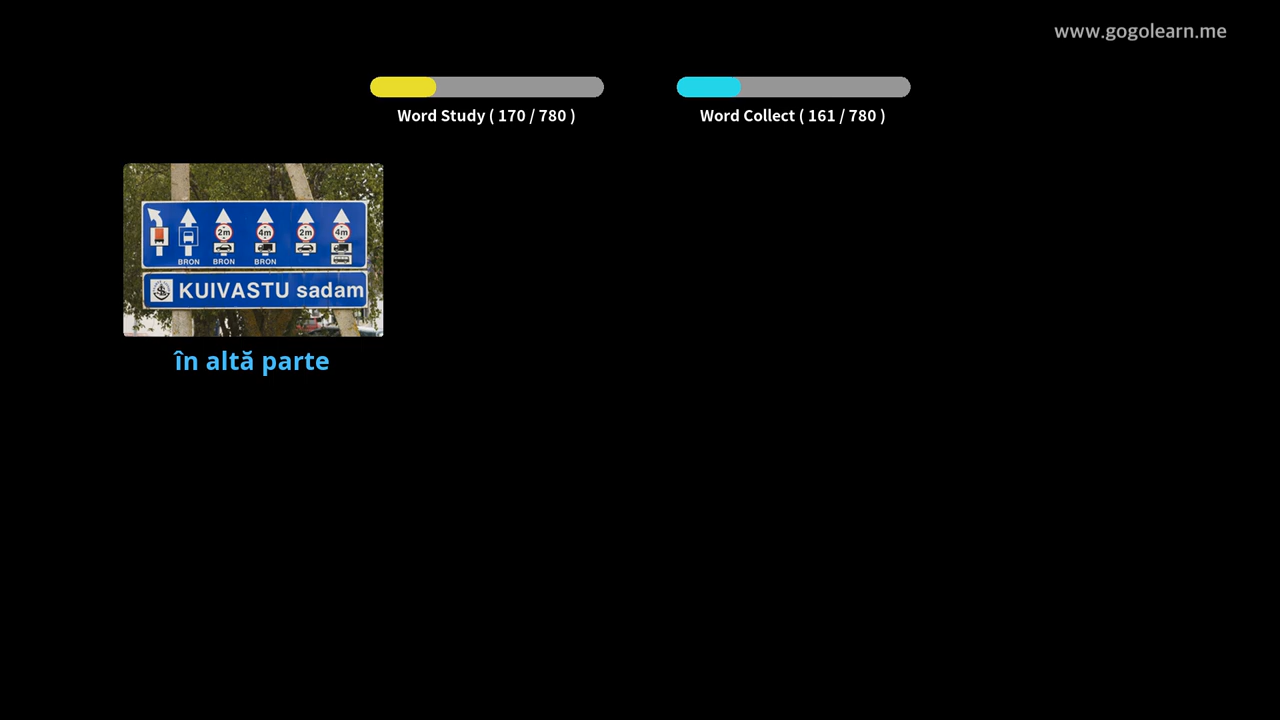 www.gogolearn.me
Word Study ( 170 / 780 )
Word Collect ( 161 / 780 )
2m 4m 2m 4m
BRON BRON BRON
KUIVASTU sadam
în altă parte